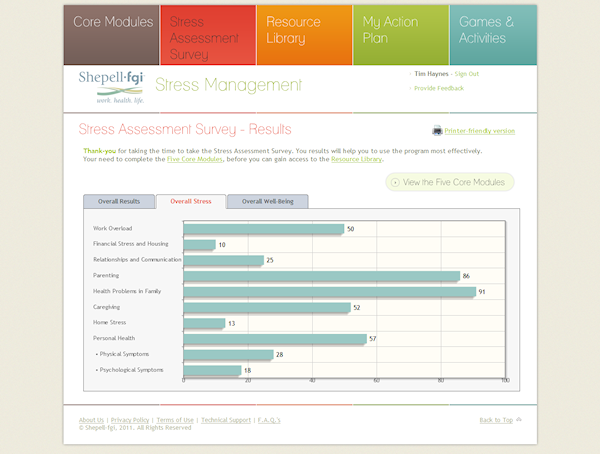 Core Modules
Stress
Assessment
Survey
Resource
Library
My Action
Plan
Games &
Activities
Shepell·fgi
work. health. life.
Stress Management
Tim Haynes - Sign Out
Provide Feedback
Stress Assessment Survey - Results
Printer-friendly version
Thank-you for taking the time to take the Stress Assessment Survey. You results will help you to use the program most effectively.
Your need to complete the Five Core Modules, before you can gain access to the Resource Library.
View the Five Core Modules
Overall Results
Overall Stress
Overall Well-Being
Work Overload 50
Financial Stress and Housing 10
Relationships and Communication 25
Parenting 86
Health Problems in Family 91
Caregiving 52
Home Stress 13
Personal Health 57
• Physical Symptoms 28
• Psychological Symptoms 18
0 20 40 60 80 100
About Us | Privacy Policy | Terms of Use | Technical Support | F.A.Q.'s
Back to Top
© Shepell-fgi, 2011. All Rights Reserved